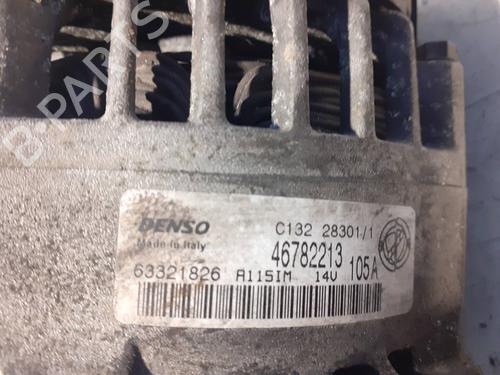 B-PARTS
DENSO
Made in Italy
C132 28301/1
46782213
63321826 A115IM 14V 105A